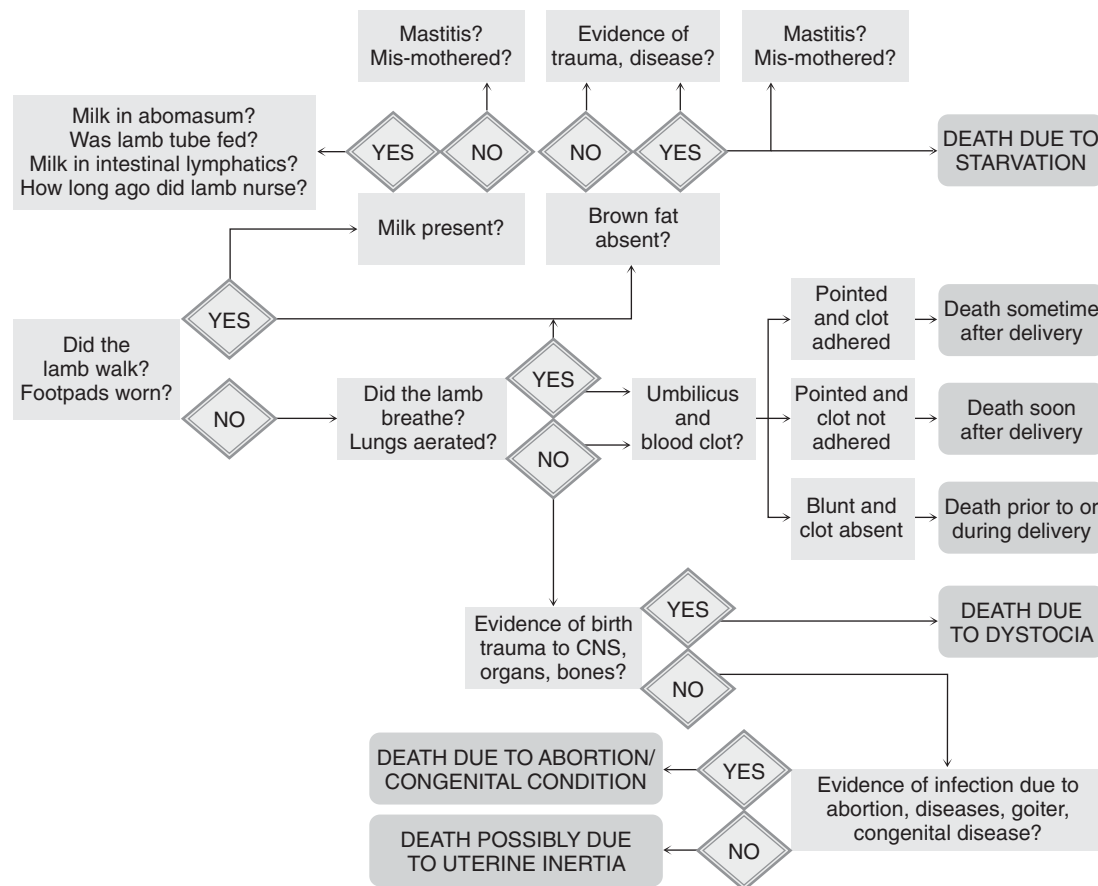 Mastitis?
Mis-mothered?
Evidence of
trauma, disease?
Mastitis?
Mis-mothered?
Milk in abomasum?
Was lamb tube fed?
Milk in intestinal lymphatics?
How long ago did lamb nurse?
YES
NO
NO
YES
DEATH DUE TO
STARVATION
Milk present?
Brown fat
absent?
YES
Did the
lamb walk?
Footpads worn?
NO
Did the lamb
breathe?
Lungs aerated?
YES
NO
Umbilicus
and
blood clot?
Pointed
and clot
adhered
Death sometime
after delivery
Pointed and
clot not
adhered
Death soon
after delivery
Blunt and
clot absent
Death prior to or
during delivery
Evidence of birth
trauma to CNS,
organs, bones?
YES
NO
DEATH DUE
TO DYSTOCIA
DEATH DUE TO ABORTION/
CONGENITAL CONDITION
YES
Evidence of infection due to
abortion, diseases, goiter,
congenital disease?
DEATH POSSIBLY DUE
TO UTERINE INERTIA
NO